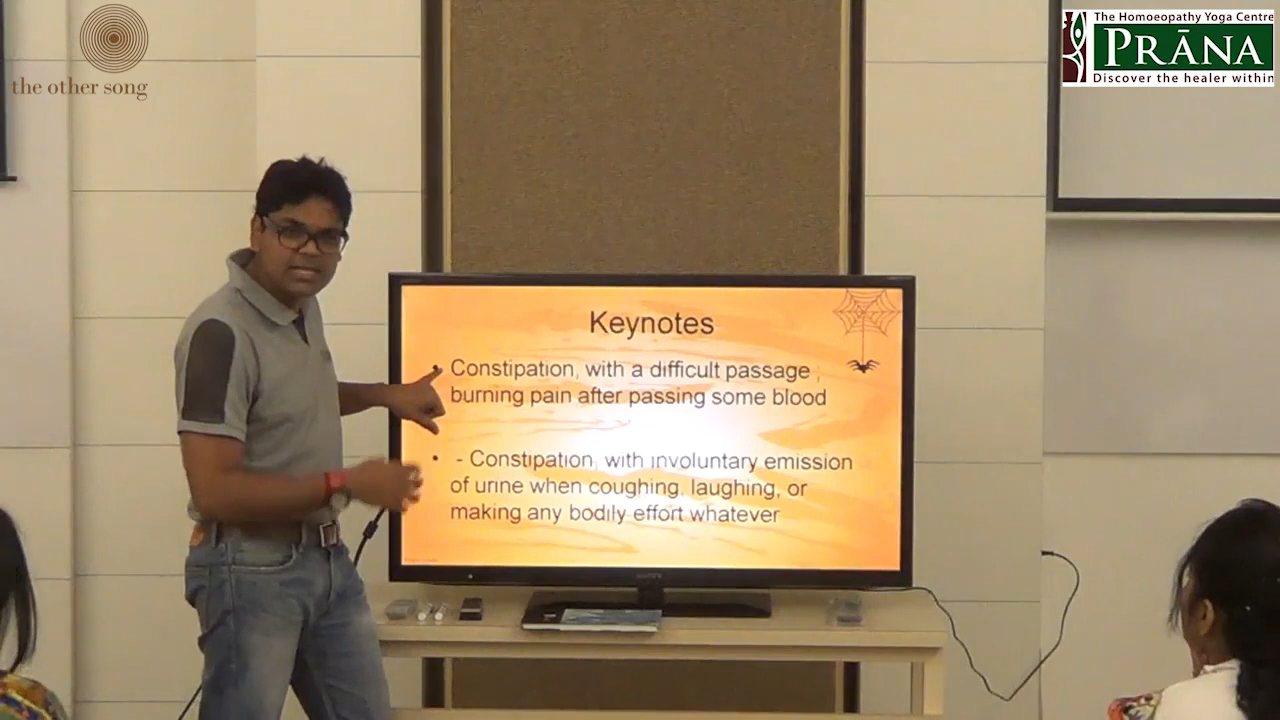 the other song
The Homoeopathy Yoga Centre
PRĀNA
Discover the healer within
Keynotes
• Constipation, with a difficult passage ;
burning pain after passing some blood
• - Constipation, with involuntary emission
of urine when coughing, laughing, or
making any bodily effort whatever
SONY